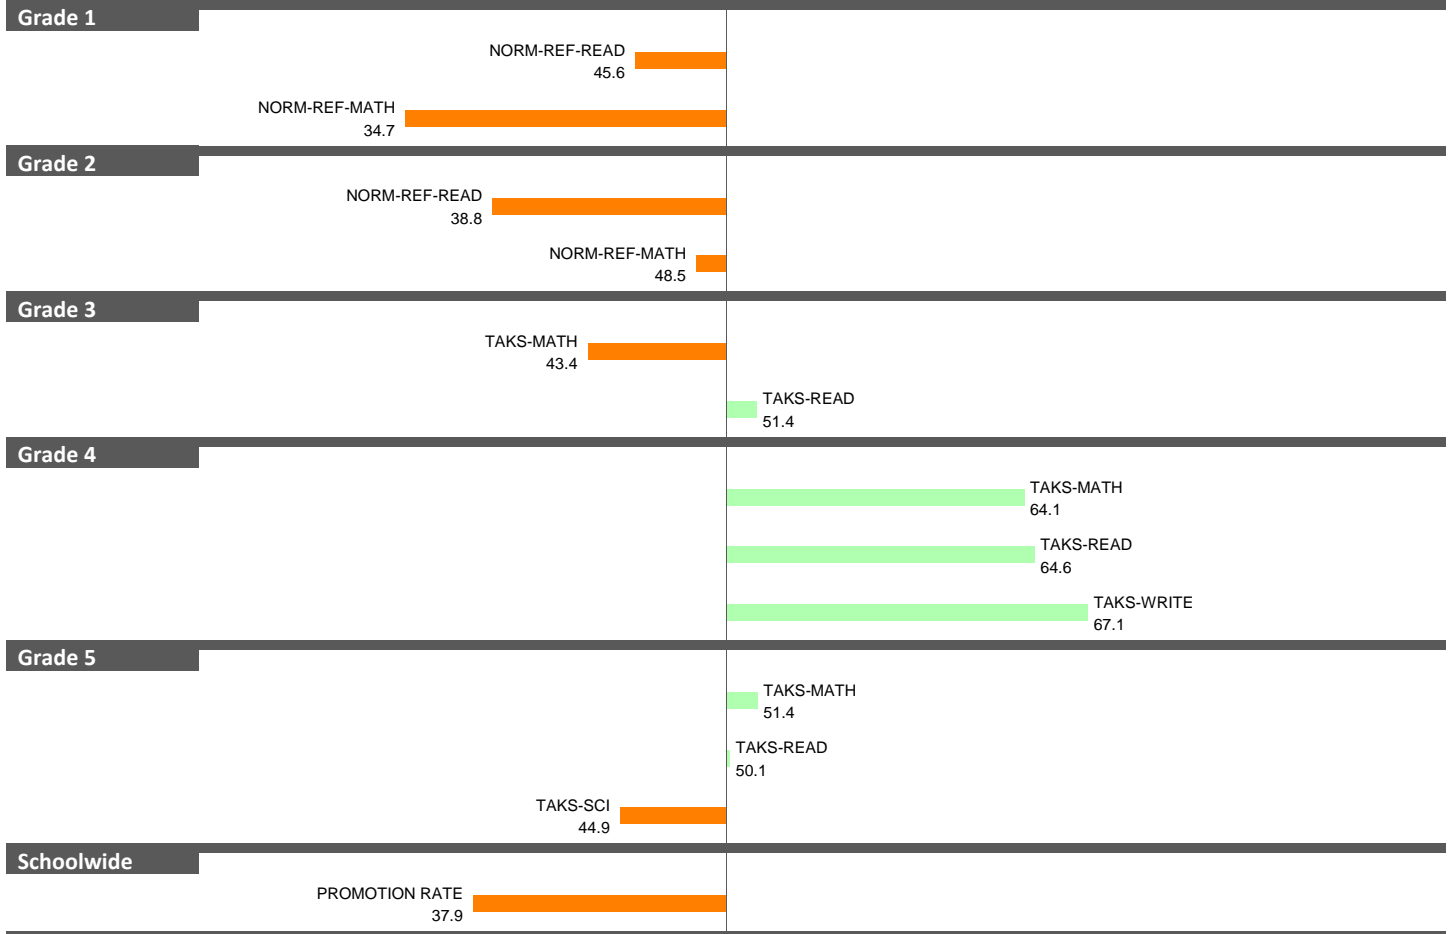 Grade 1
NORM-REF-READ
45.6
NORM-REF-MATH
34.7
Grade 2
NORM-REF-READ
38.8
NORM-REF-MATH
48.5
Grade 3
TAKS-MATH
43.4
TAKS-READ
51.4
Grade 4
TAKS-MATH
64.1
TAKS-READ
64.6
TAKS-WRITE
67.1
Grade 5
TAKS-MATH
51.4
TAKS-READ
50.1
TAKS-SCI
44.9
Schoolwide
PROMOTION RATE
37.9